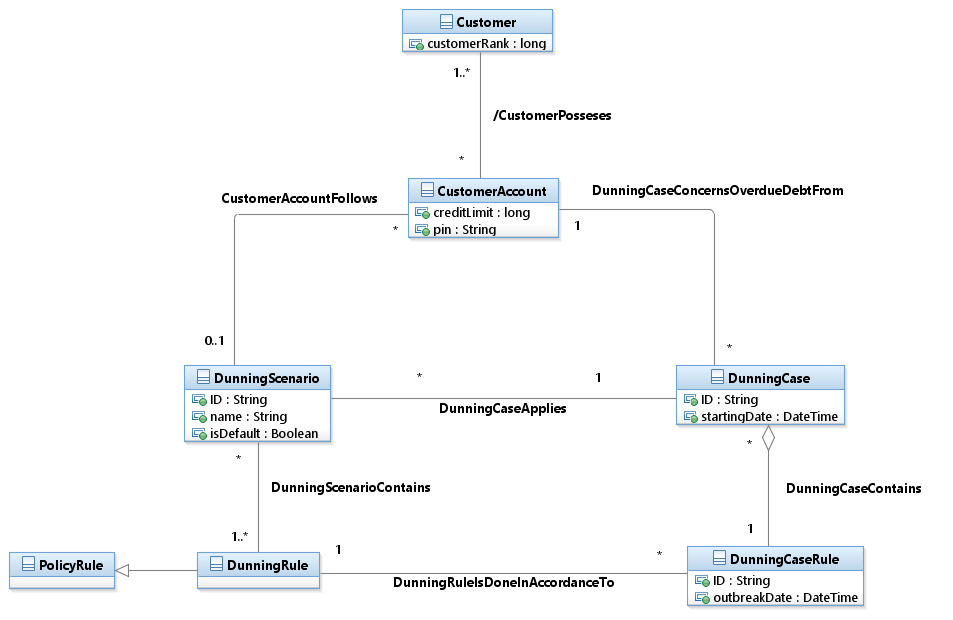 Customer
customerRank : long
1..*
/CustomerPosseses
*
CustomerAccount
creditLimit : long
pin : String
CustomerAccountFollows
*
DunningCaseConcernsOverdueDebtFrom
1
0..1
*
DunningScenario
ID : String
name : String
isDefault : Boolean
*
1
DunningCaseApplies
DunningCase
ID : String
startingDate : DateTime
*
DunningScenarioContains
1..*
*
DunningCaseContains
1
PolicyRule
DunningRule
1
*
DunningRuleIsDoneInAccordanceTo
DunningCaseRule
ID : String
outbreakDate : DateTime